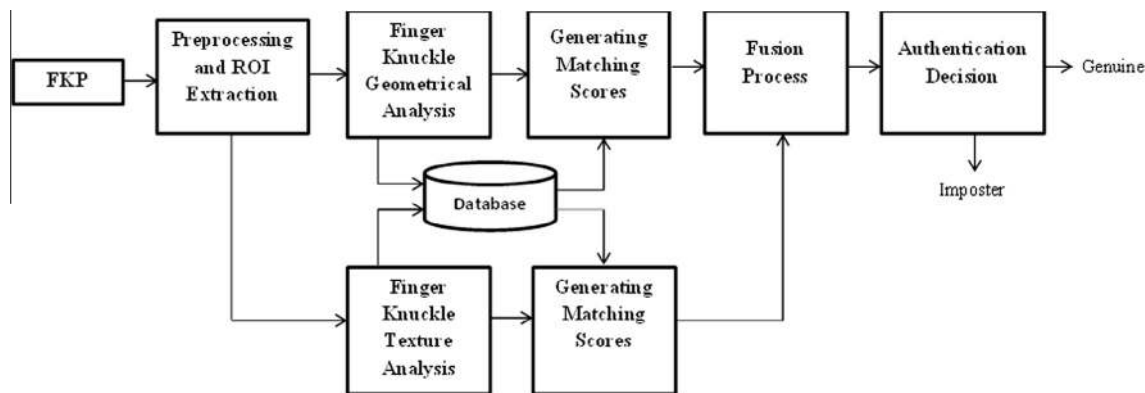 FKP
Preprocessing
and ROI
Extraction
Finger
Knuckle
Geometrical
Analysis
Generating
Matching
Scores
Fusion
Process
Authentication
Decision
Genuine
Imposter
Database
Finger
Knuckle
Texture
Analysis
Generating
Matching
Scores